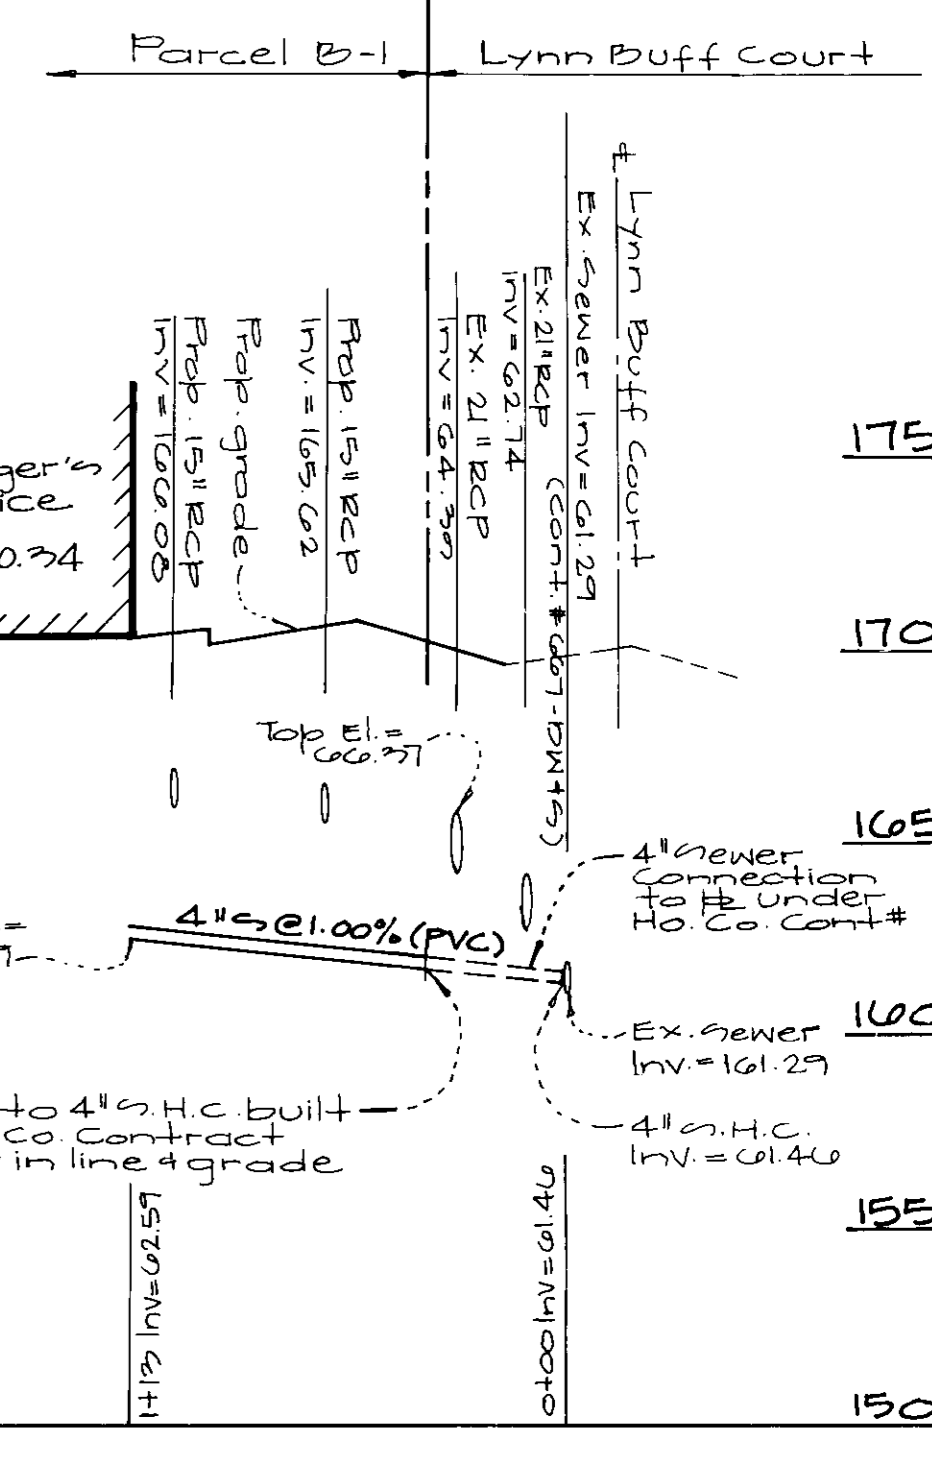 Parcel B-1
Lynn Buff Court
℄ Lynn Buff Court
Ex. Sewer Inv=61.29
(Cont. # 667-DW+S)
Ex. 21" RCP
Inv = 62.74
Ex. 21" RCP
Inv = 64.39
Prop. 15" RCP
Inv. = 165.62
Prop. grade
Prop. 15" RCP
Inv = 166.08
ger's
ice
0.34
175
170
165
160
155
150
Top El. =
66.37
4" Sewer
Connection
to ℄ under
Ho. Co. Cont #
4" S @ 1.00% (PVC)
=
Ex. Sewer
Inv. = 161.29
to 4" S.H.C. built
Co. Contract
in line & grade
4" S.H.C.
Inv. = 61.46
1+13 Inv=62.59
0+00 Inv=61.46